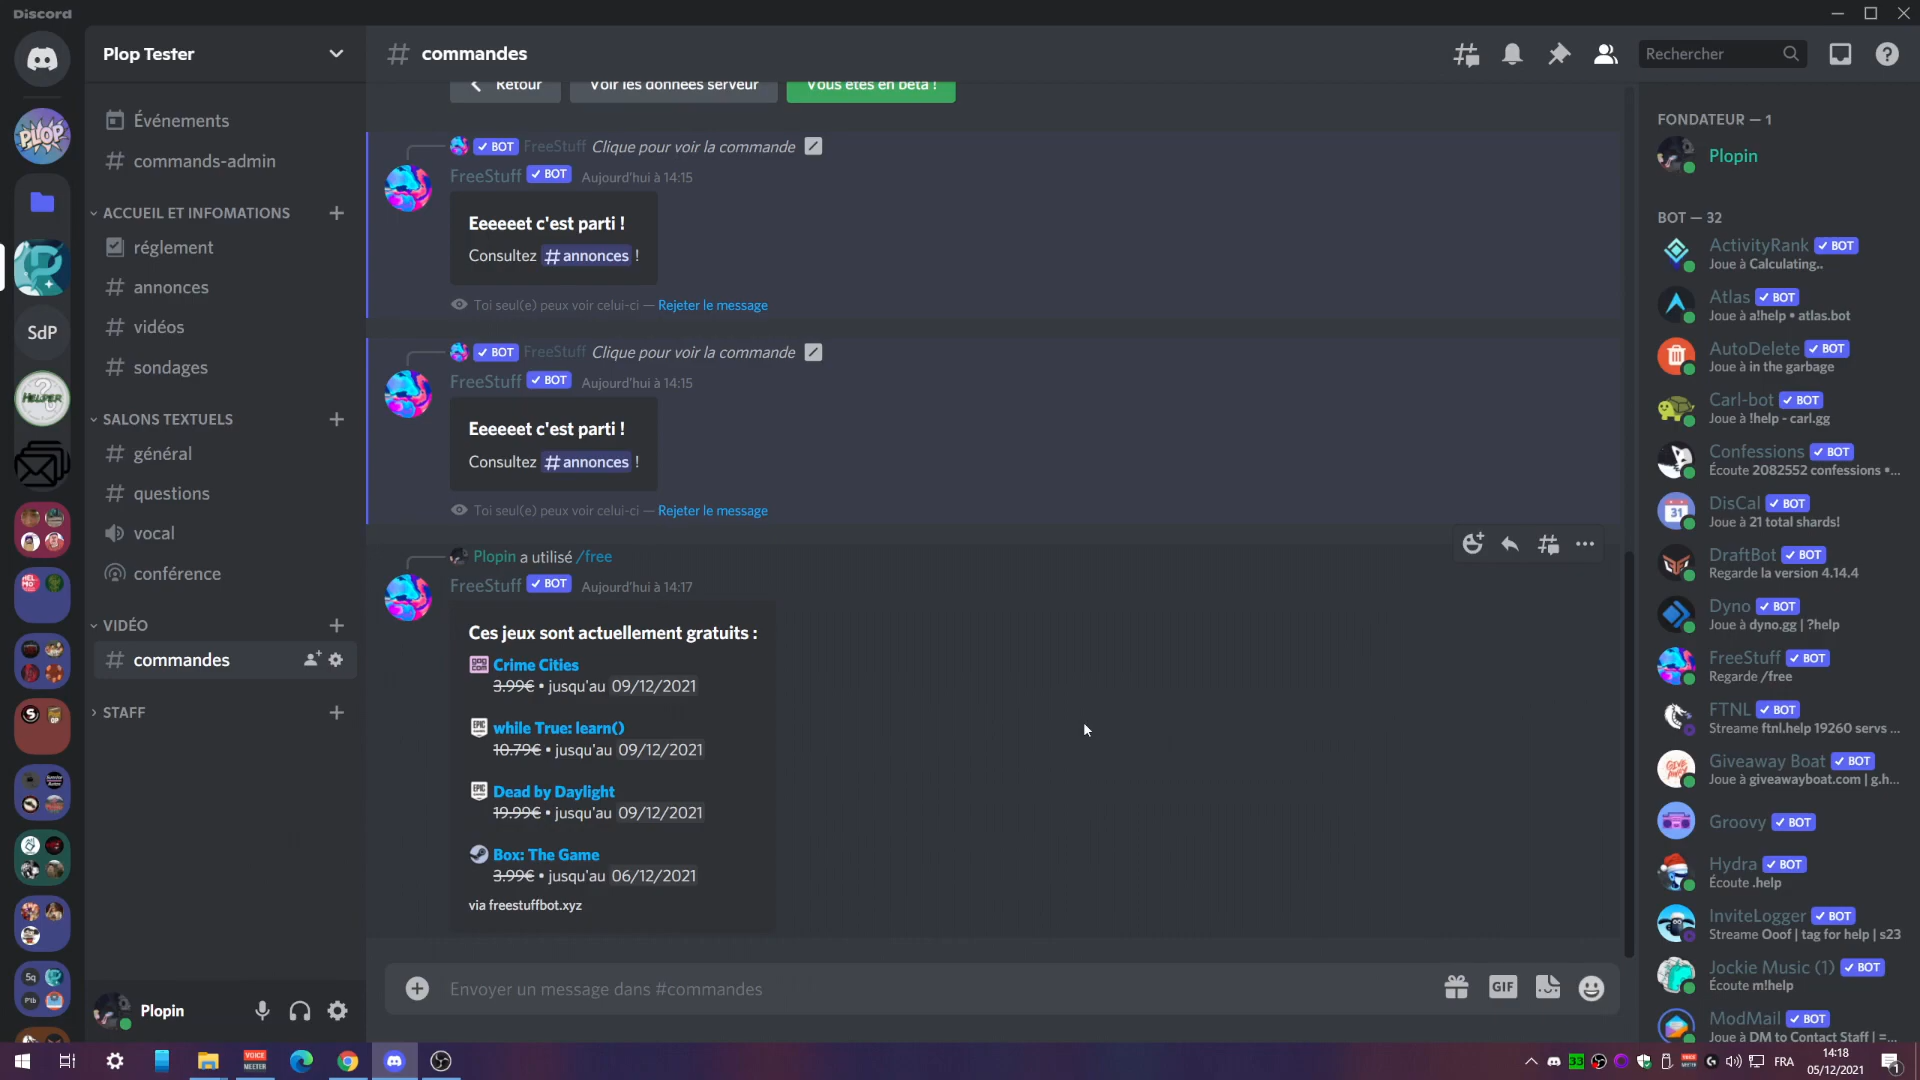 Discord
PLOP
SdP
HELPER
Plop Tester
Événements
commands-admin
ACCUEIL ET INFOMATIONS
réglement
annonces
vidéos
sondages
SALONS TEXTUELS
général
questions
vocal
conférence
VIDÉO
commandes
STAFF
Plopin
commandes
Rechercher
Retour
Voir les données serveur
Vous êtes en bêta !
BOT FreeStuff Clique pour voir la commande
FreeStuff BOT Aujourd'hui à 14:15
Eeeeeet c'est parti !
Consultez #annonces !
Toi seul(e) peux voir celui-ci — Rejeter le message
BOT FreeStuff Clique pour voir la commande
FreeStuff BOT Aujourd'hui à 14:15
Eeeeeet c'est parti !
Consultez #annonces !
Toi seul(e) peux voir celui-ci — Rejeter le message
Plopin a utilisé /free
FreeStuff BOT Aujourd'hui à 14:17
Ces jeux sont actuellement gratuits :
Crime Cities
3.99€ • jusqu'au 09/12/2021
while True: learn()
10.79€ • jusqu'au 09/12/2021
Dead by Daylight
19.99€ • jusqu'au 09/12/2021
Box: The Game
3.99€ • jusqu'au 06/12/2021
via freestuffbot.xyz
Envoyer un message dans #commandes
GIF
FONDATEUR — 1
Plopin
BOT — 32
ActivityRank BOT
Joue à Calculating..
Atlas BOT
Joue à a!help • atlas.bot
AutoDelete BOT
Joue à in the garbage
Carl-bot BOT
Joue à !help - carl.gg
Confessions BOT
Écoute 2082552 confessions •...
DisCal BOT
Joue à 21 total shards!
DraftBot BOT
Regarde la version 4.14.4
Dyno BOT
Joue à dyno.gg | ?help
FreeStuff BOT
Regarde /free
FTNL BOT
Streame ftnl.help 19260 servs ...
Giveaway Boat BOT
Joue à giveawayboat.com | g.h...
Groovy BOT
Hydra BOT
Écoute .help
InviteLogger BOT
Streame Ooof | tag for help | s23
Jockie Music (1) BOT
Écoute m!help
ModMail BOT
Joue à DM to Contact Staff | =...
VOICE MEETER
33
FRA
14:18
05/12/2021
1